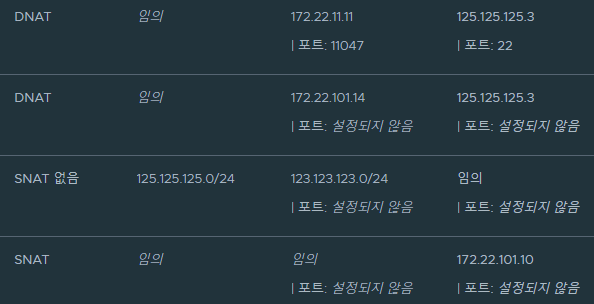 DNAT 임의 172.22.11.11 125.125.125.3
| 포트: 11047 | 포트: 22
DNAT 임의 172.22.101.14 125.125.125.3
| 포트: 설정되지 않음 | 포트: 설정되지 않음
SNAT 없음 125.125.125.0/24 123.123.123.0/24 임의
| 포트: 설정되지 않음 | 포트: 설정되지 않음
SNAT 임의 임의 172.22.101.10
| 포트: 설정되지 않음 | 포트: 설정되지 않음